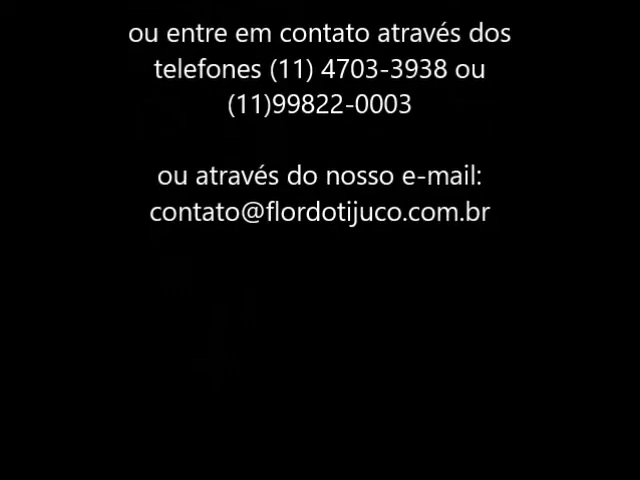 ou entre em contato através dos
telefones (11) 4703-3938 ou
(11)99822-0003
ou através do nosso e-mail:
contato@flordotijuco.com.br